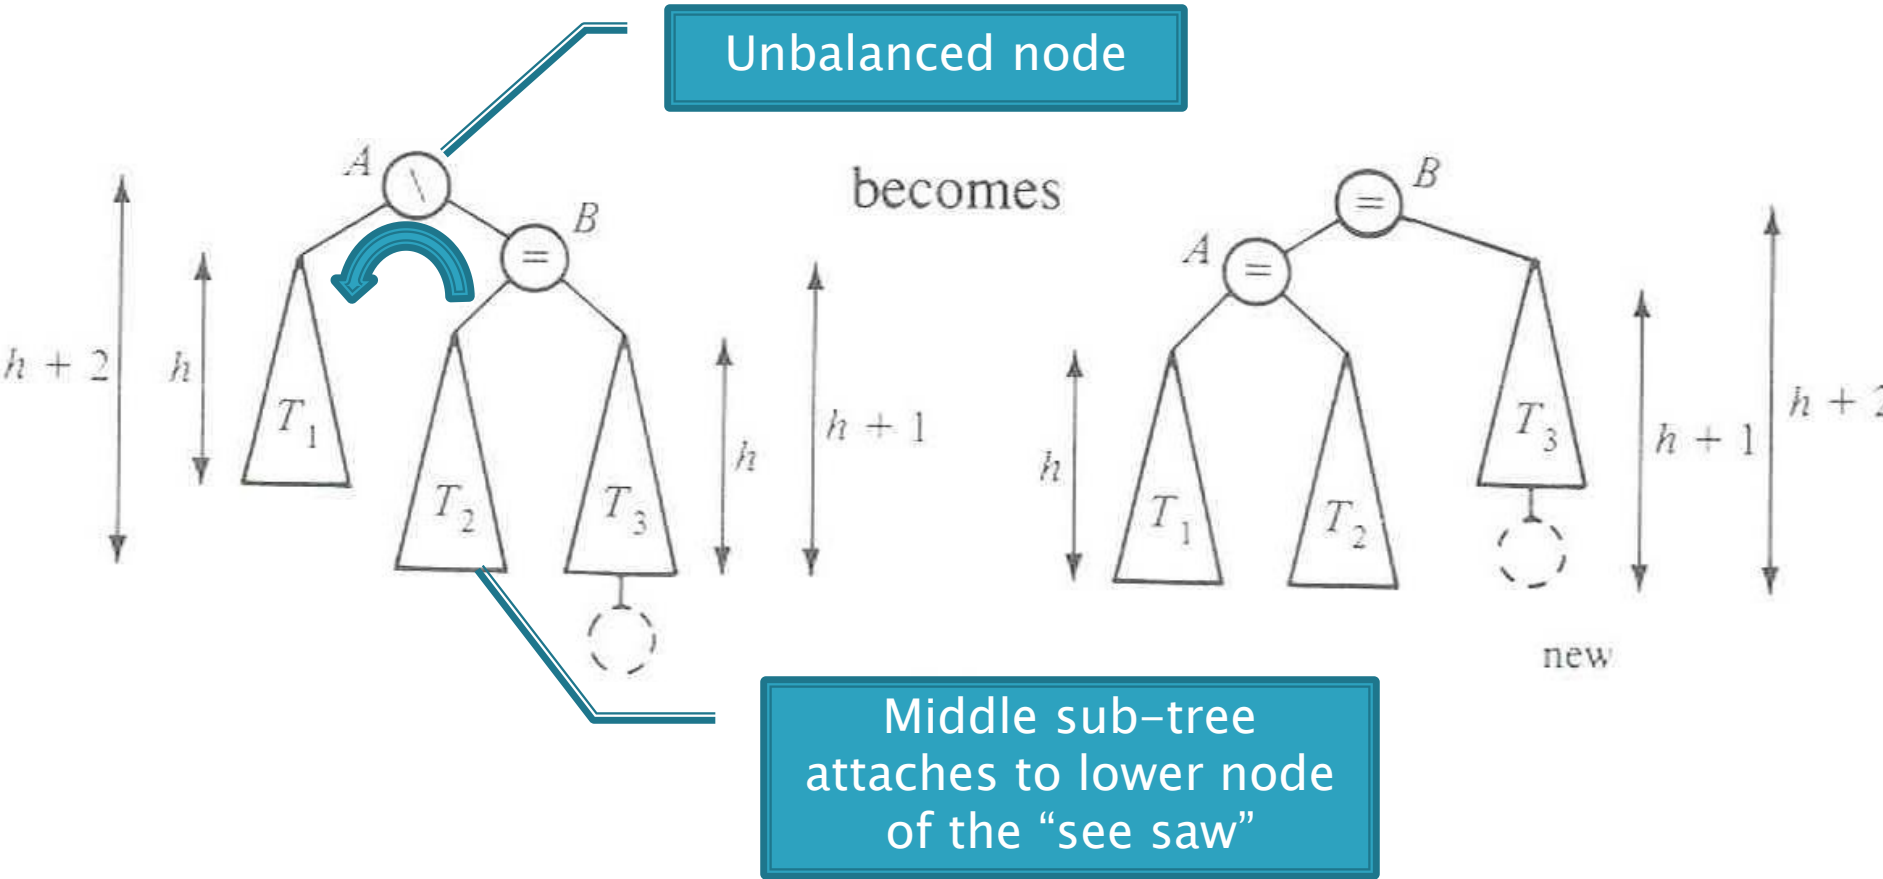 Unbalanced node
A
\
B
=
becomes
B
=
A
=
h + 2
h
T1
T2
T3
h
h + 1
h
T1
T2
T3
h + 1
h + 2
new
Middle sub-tree
attaches to lower node
of the “see saw”